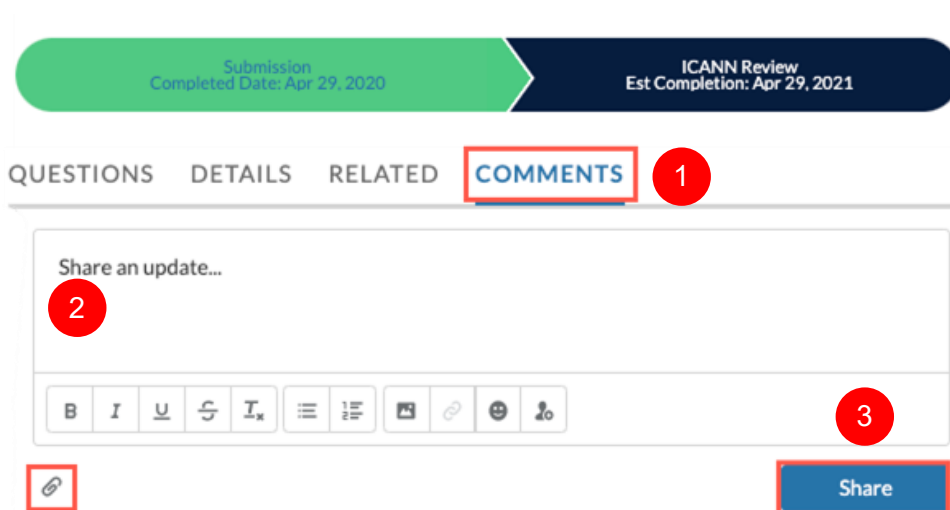 Submission
Completed Date: Apr 29, 2020
ICANN Review
Est Completion: Apr 29, 2021
QUESTIONS DETAILS RELATED COMMENTS 1
Share an update...
2
B I U S Tx
3
Share